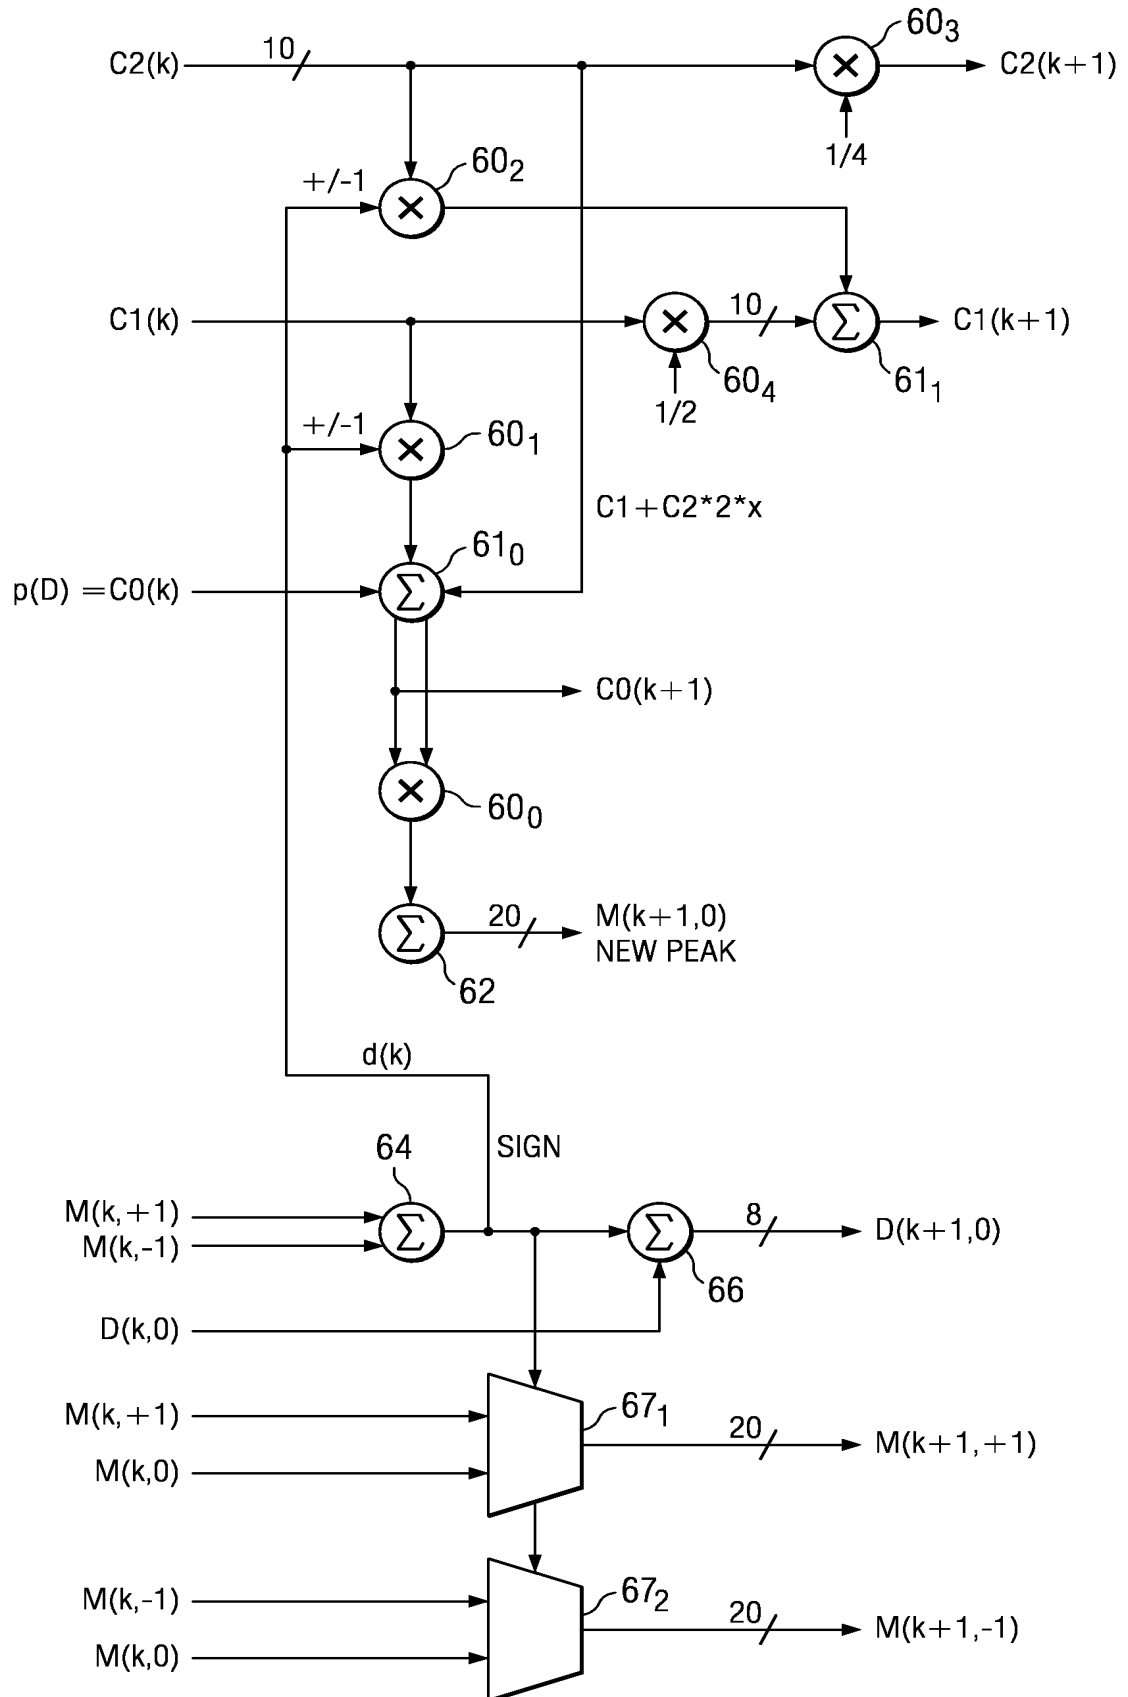 60₃
C2(k)
10
C2(k+1)
1/4
60₂
+/-1
C1(k)
10
C1(k+1)
60₄
61₁
1/2
+/-1
60₁
C1+C2*2*x
61₀
p(D) =C0(k)
C0(k+1)
60₀
20
M(k+1,0)
NEW PEAK
62
d(k)
64
SIGN
M(k,+1)
M(k,-1)
8
D(k+1,0)
66
D(k,0)
M(k,+1)
67₁
20
M(k+1,+1)
M(k,0)
M(k,-1)
67₂
20
M(k+1,-1)
M(k,0)